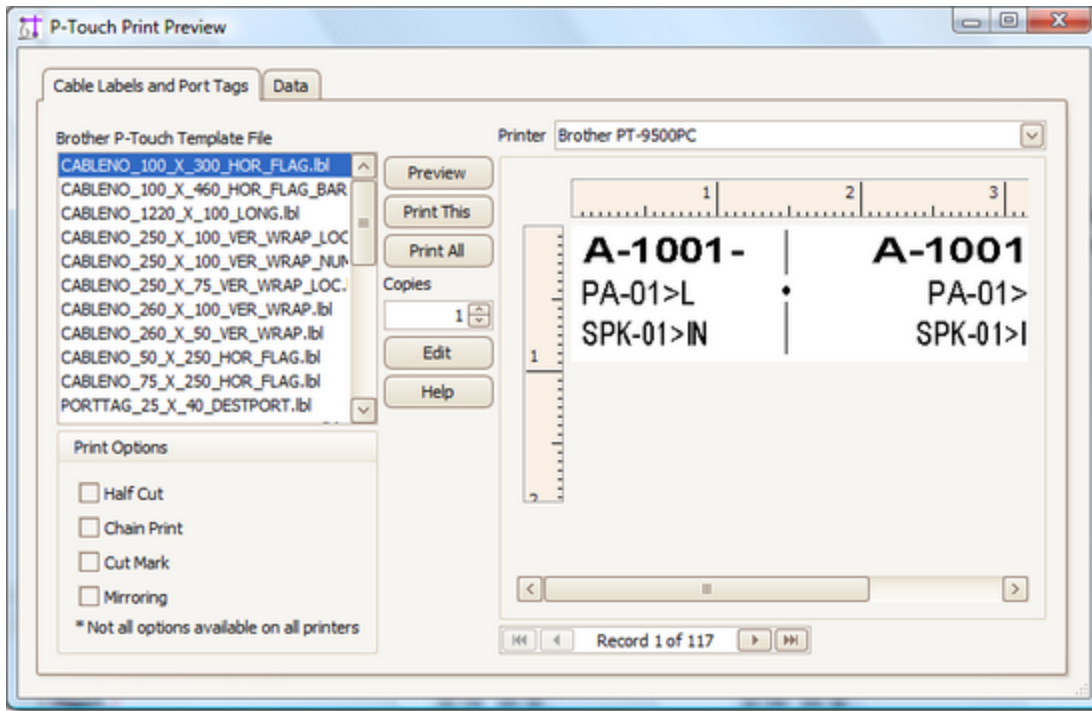 P-Touch Print Preview
Cable Labels and Port Tags
Data
Brother P-Touch Template File
CABLENO_100_X_300_HOR_FLAG.lbl
CABLENO_100_X_460_HOR_FLAG_BAR
CABLENO_1220_X_100_LONG.lbl
CABLENO_250_X_100_VER_WRAP_LOC
CABLENO_250_X_100_VER_WRAP_NUM
CABLENO_250_X_75_VER_WRAP_LOC.
CABLENO_260_X_100_VER_WRAP.lbl
CABLENO_260_X_50_VER_WRAP.lbl
CABLENO_50_X_250_HOR_FLAG.lbl
CABLENO_75_X_250_HOR_FLAG.lbl
PORTTAG_25_X_40_DESTPORT.lbl
Preview
Print This
Print All
Copies
1
Edit
Help
Print Options
Half Cut
Chain Print
Cut Mark
Mirroring
*Not all options available on all printers
Printer Brother PT-9500PC
1 2 3
A-1001- A-1001
PA-01>L PA-01>
SPK-01>IN SPK-01>I
1
2
Record 1 of 117